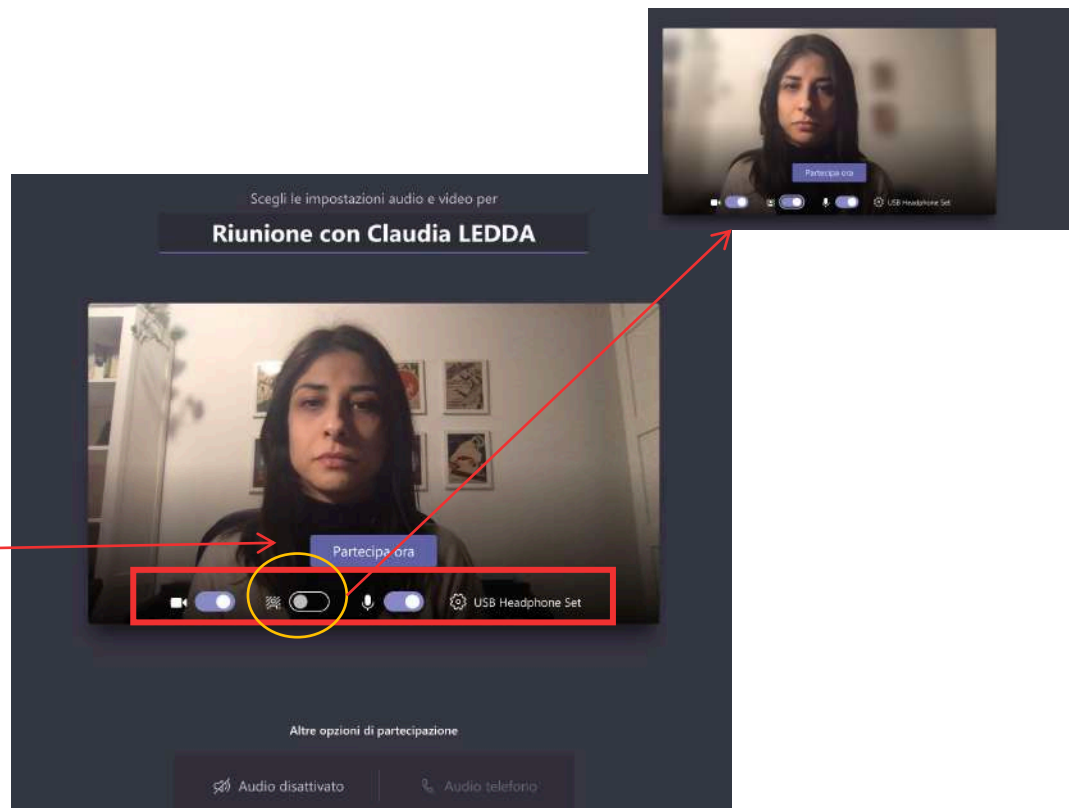 Partecipa ora
USB Headphone Set
Scegli le impostazioni audio e video per
Riunione con Claudia LEDDA
Partecipa ora
USB Headphone Set
Altre opzioni di partecipazione
Audio disattivato
Audio telefono